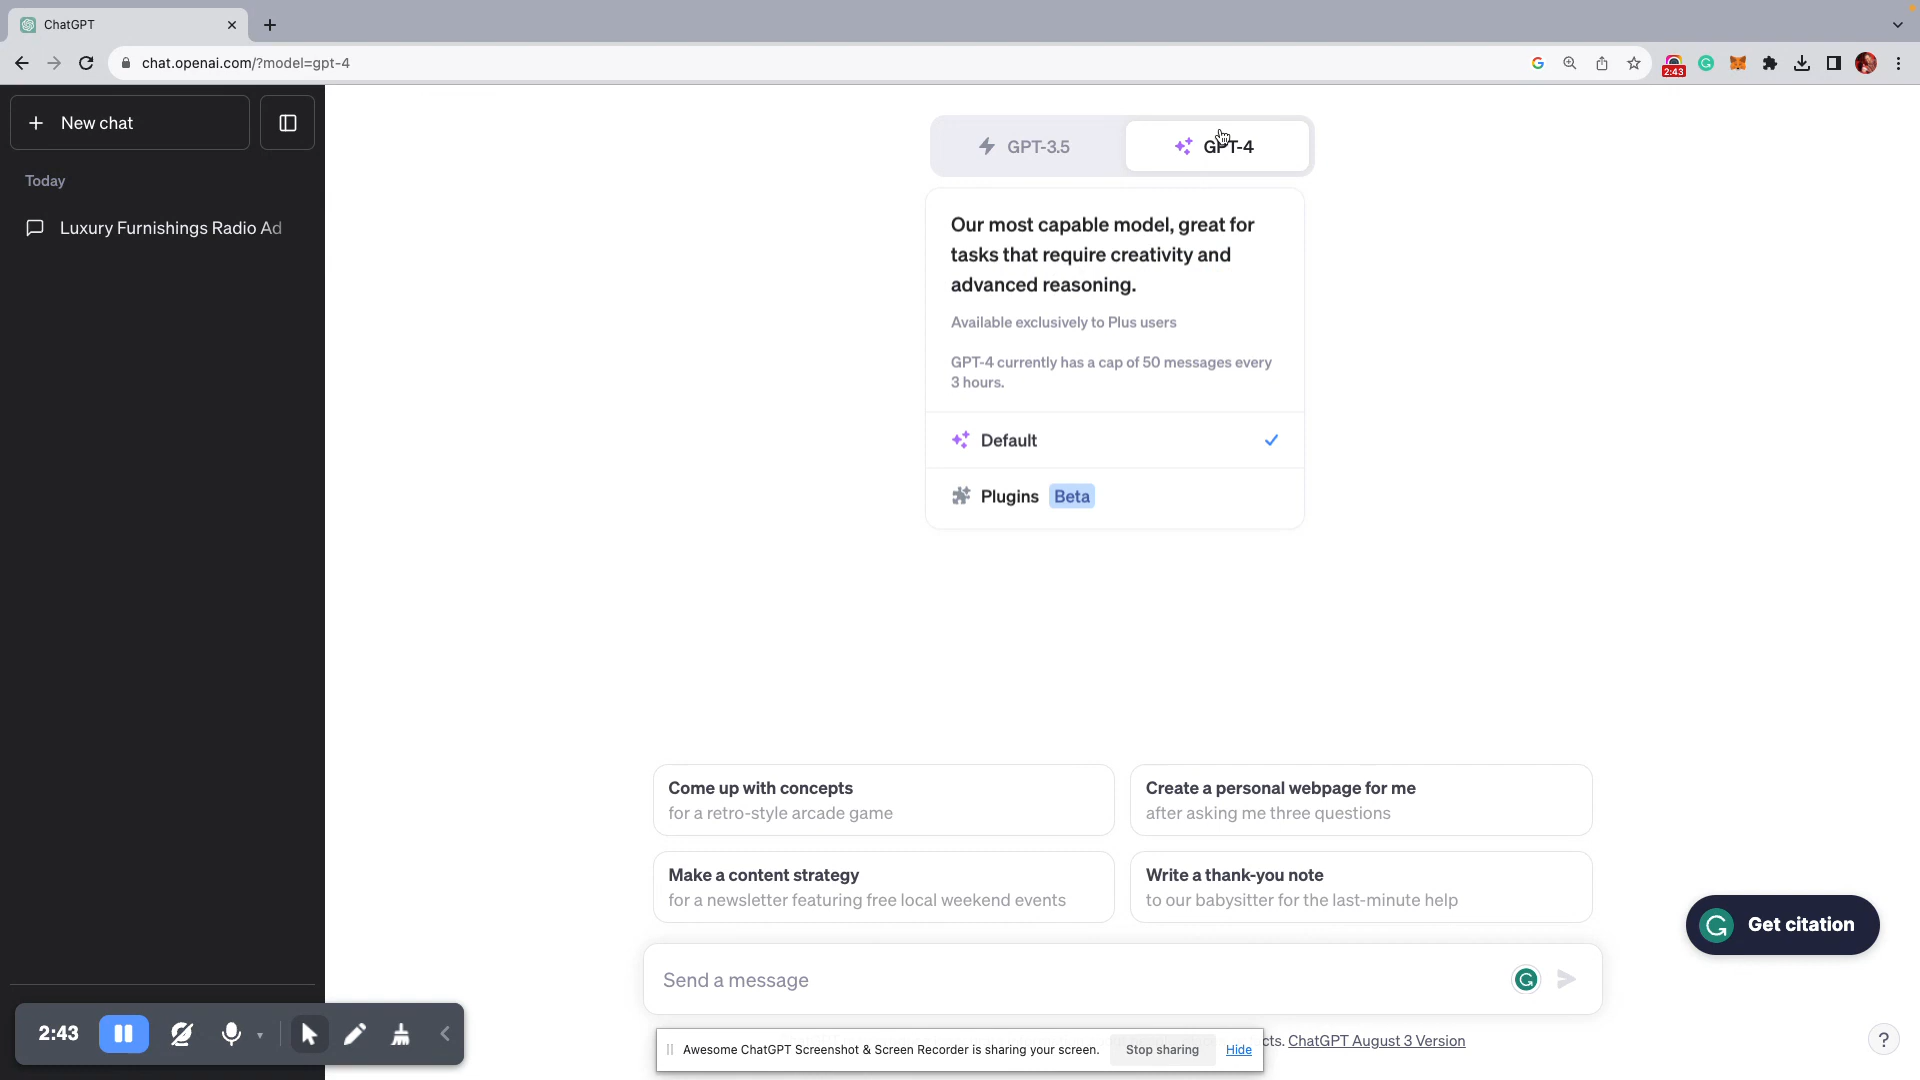 ChatGPT
chat.openai.com/?model=gpt-4
2:43
New chat
Today
Luxury Furnishings Radio Ad
GPT-3.5
GPT-4
Our most capable model, great for
tasks that require creativity and
advanced reasoning.
Available exclusively to Plus users
GPT-4 currently has a cap of 50 messages every
3 hours.
Default
Plugins Beta
Come up with concepts
for a retro-style arcade game
Create a personal webpage for me
after asking me three questions
Make a content strategy
for a newsletter featuring free local weekend events
Write a thank-you note
to our babysitter for the last-minute help
Get citation
Send a message
2:43
Awesome ChatGPT Screenshot & Screen Recorder is sharing your screen. Stop sharing Hide
cts. ChatGPT August 3 Version
?